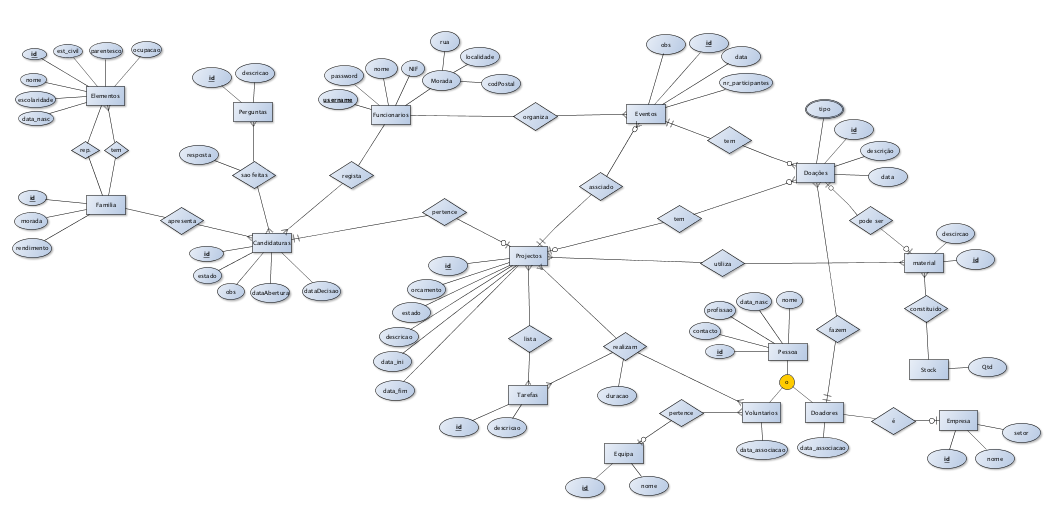 id
est_civil
parentesco
ocupacao
nome
escolaridade
data_nasc
Elementos
rep.
tem
id
morada
rendimento
Familia
apresenta
id
descricao
Perguntas
resposta
sao feitas
Candidaturas
id
estado
obs
dataAbertura
dataDecisao
password
nome
NIF
username
Funcionarios
Morada
rua
localidade
codPostal
regista
organiza
pertence
obs
id
data
nr_participantes
Eventos
assciado
tem
tem
tipo
id
descrição
data
Doações
pode ser
Projectos
id
orcamento
estado
descricao
data_ini
data_fim
utiliza
material
descircao
id
constituido
Stock
Qtd
lista
realizam
duracao
Tarefas
id
descricao
profissao
data_nasc
nome
contacto
id
Pessoa
o
fazem
Voluntarios
data_associacao
Doadores
data_associacao
pertence
Equipa
id
nome
é
Empresa
setor
id
nome